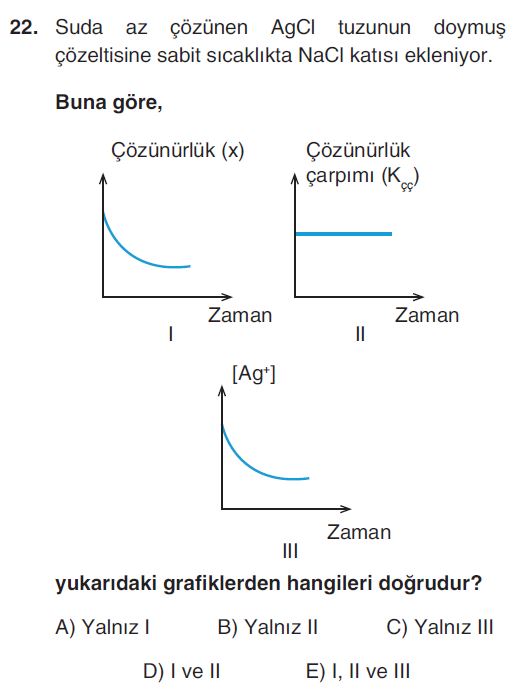 22. Suda az çözünen AgCl tuzunun doymuş
çözeltisine sabit sıcaklıkta NaCl katısı ekleniyor.
Buna göre,
Çözünürlük (x)
Zaman
I
Çözünürlük
çarpımı (Kçç)
Zaman
II
[Ag+]
Zaman
III
yukarıdaki grafiklerden hangileri doğrudur?
A) Yalnız I B) Yalnız II C) Yalnız III
D) I ve II E) I, II ve III